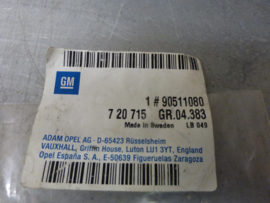 GM
1 # 90511080
7 20 715 GR.04.383
Made in Sweden LB 049
ADAM OPEL AG - D-65423 Rüsselsheim
VAUXHALL, Griffin House, Luton LU1 3YT, England
Opel España S. A., E-50639 Figueruelas Zaragoza